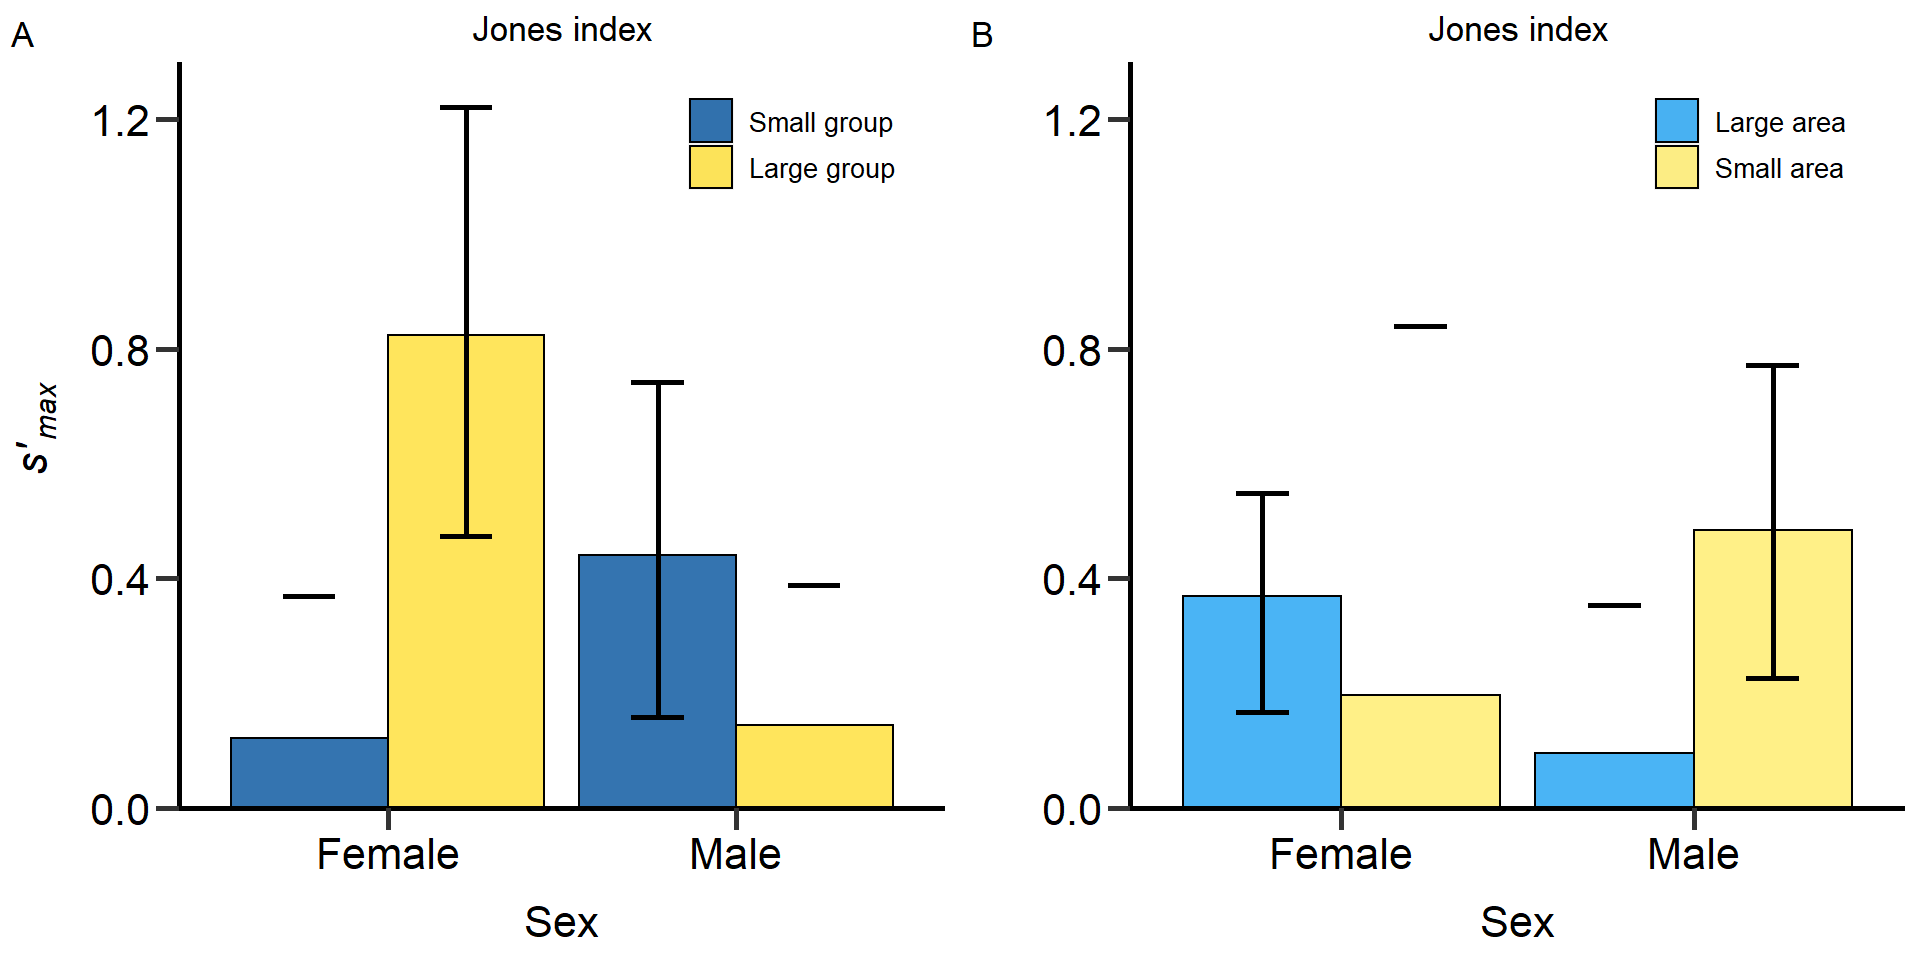 A
Jones index
1.2
0.8
0.4
0.0
s'max
Small group
Large group
Female
Male
Sex
B
Jones index
1.2
0.8
0.4
0.0
Large area
Small area
Female
Male
Sex